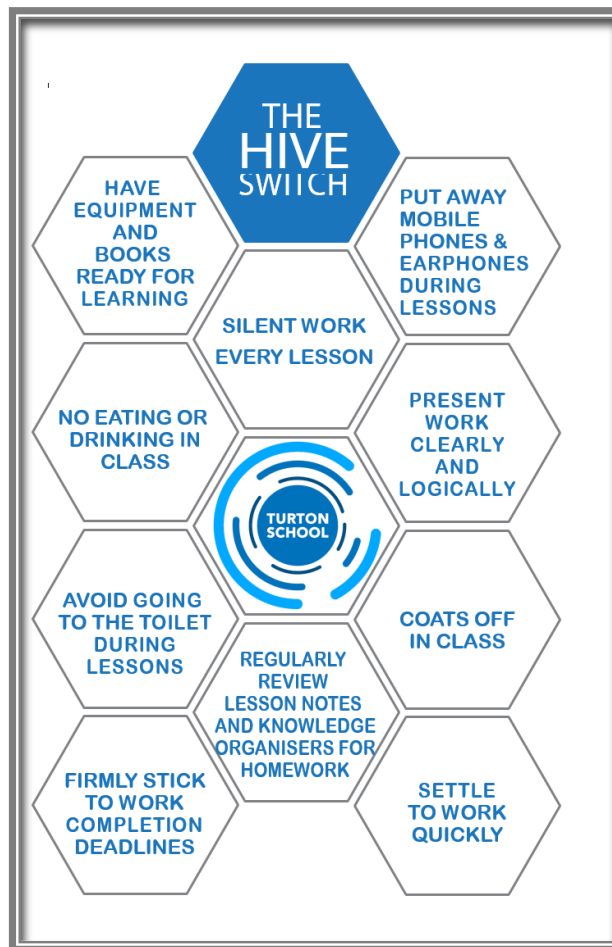 THE
HIVE
SWITCH
HAVE
EQUIPMENT
AND
BOOKS
READY FOR
LEARNING
PUT AWAY
MOBILE
PHONES &
EARPHONES
DURING
LESSONS
SILENT WORK
EVERY LESSON
NO EATING OR
DRINKING IN
CLASS
PRESENT
WORK
CLEARLY
AND
LOGICALLY
TURTON
SCHOOL
AVOID GOING
TO THE TOILET
DURING
LESSONS
COATS OFF
IN CLASS
REGULARLY
REVIEW
LESSON NOTES
AND KNOWLEDGE
ORGANISERS FOR
HOMEWORK
FIRMLY STICK
TO WORK
COMPLETION
DEADLINES
SETTLE
TO WORK
QUICKLY